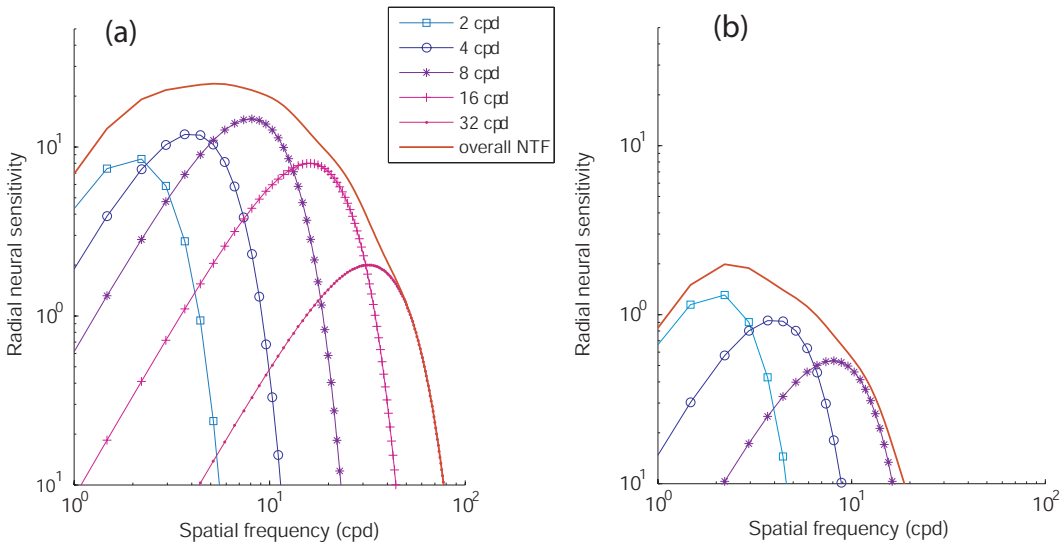 (a)
2 cpd
4 cpd
8 cpd
16 cpd
32 cpd
overall NTF
10^1
10^0
10^1
10^0
10^1
10^2
Radial neural sensitivity
Spatial frequency (cpd)
(b)
10^1
10^0
10^1
10^0
10^1
10^2
Radial neural sensitivity
Spatial frequency (cpd)